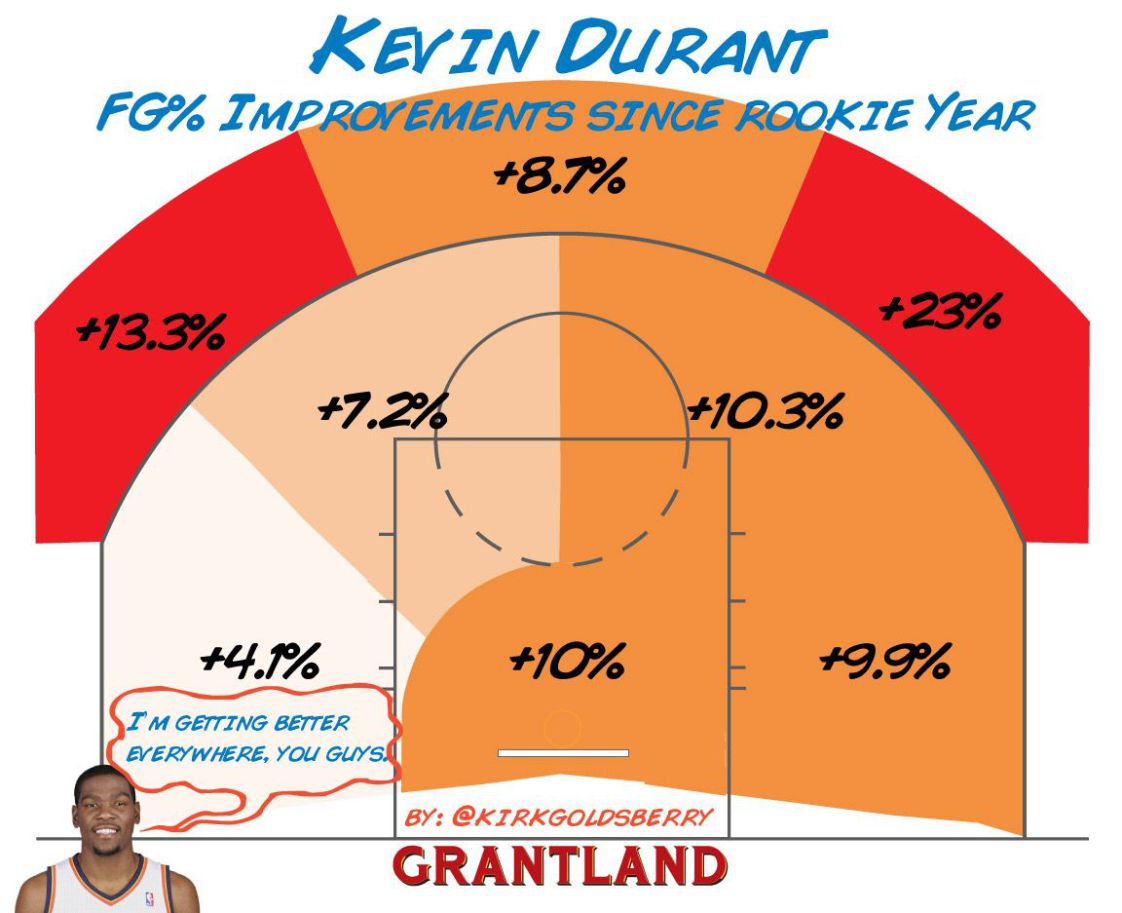 KEVIN DURANT
FG% IMPROVEMENTS SINCE ROOKIE YEAR
+8.7%
+13.3%
+23%
+7.2%
+10.3%
+4.1%
+10%
+9.9%
I'M GETTING BETTER
EVERYWHERE, YOU GUYS.
BY: @KIRKGOLDSBERRY
GRANTLAND